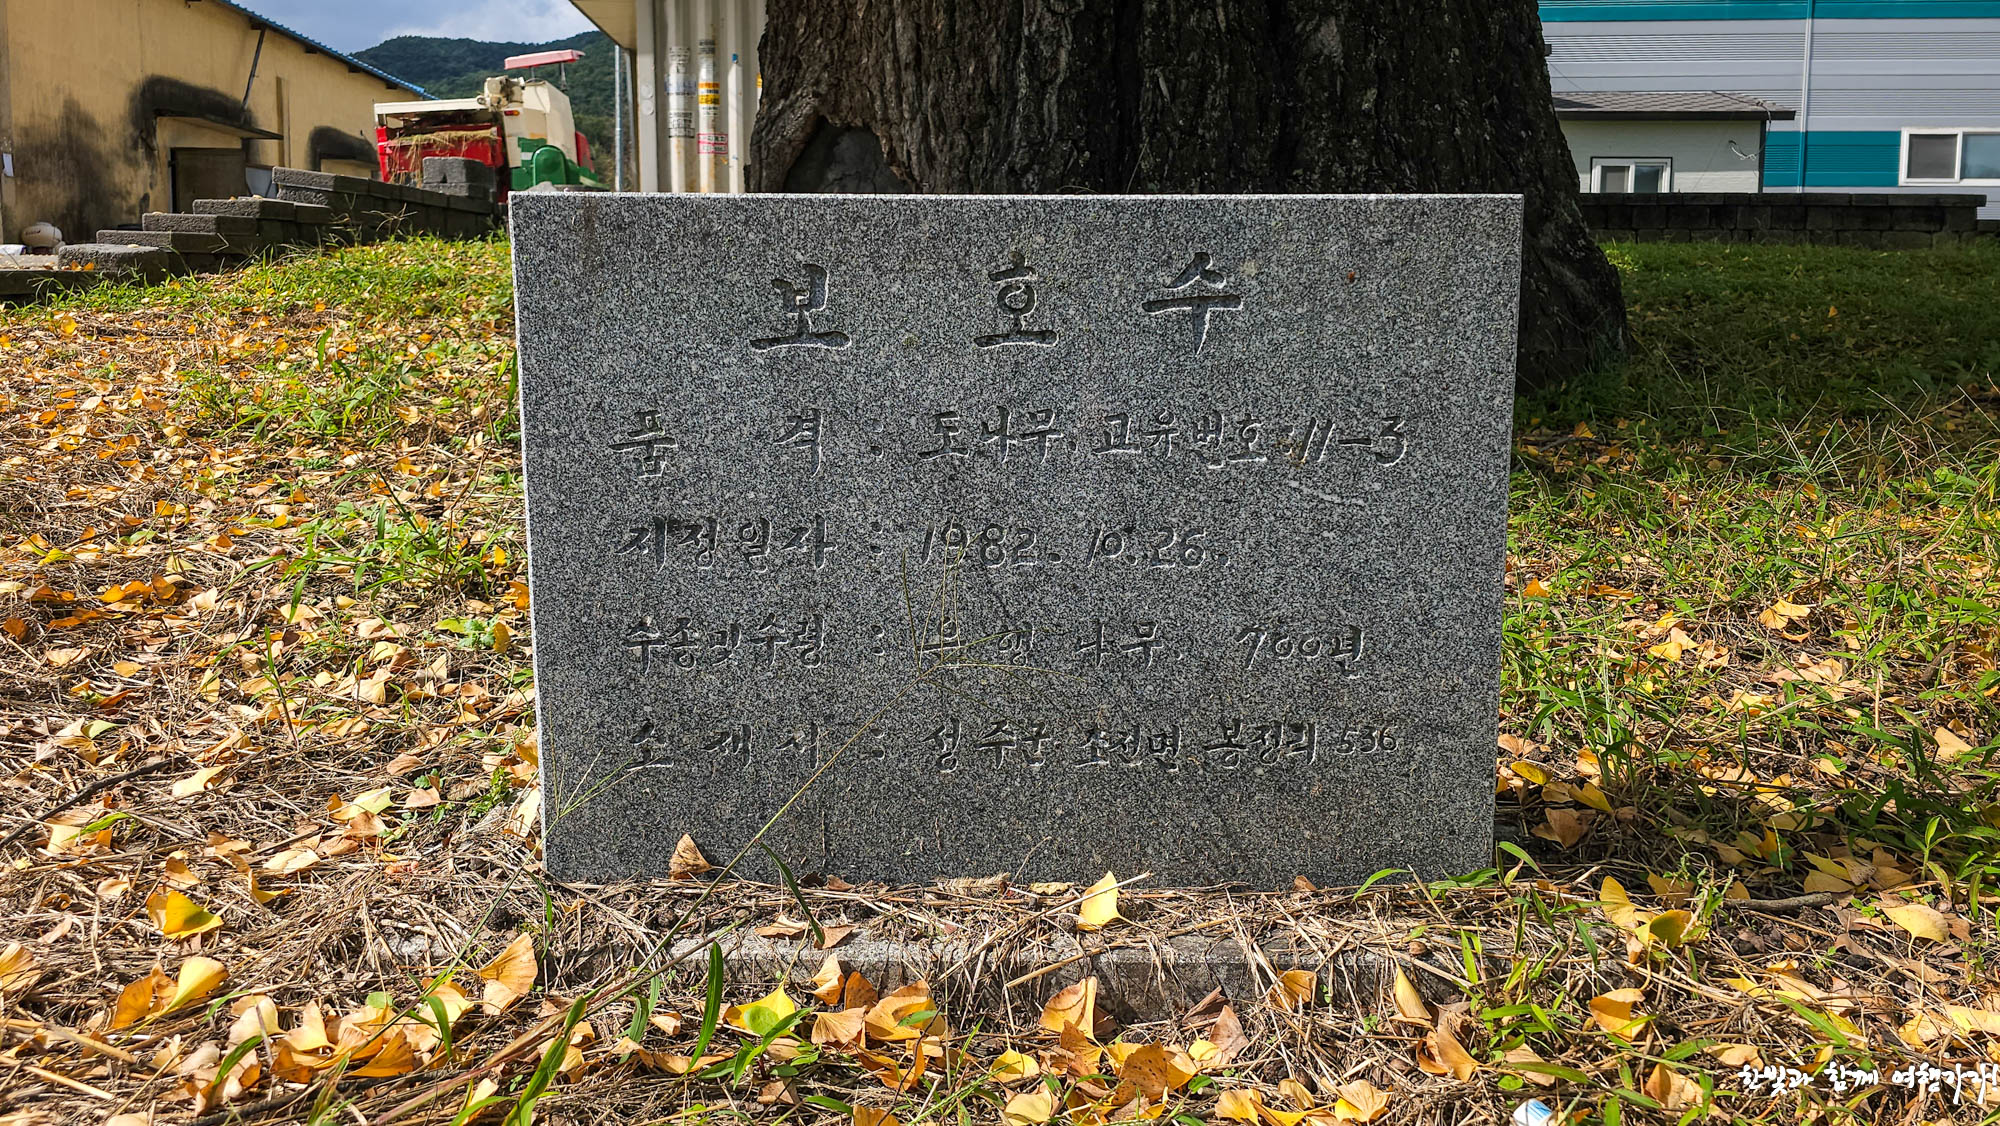 보 호 수
품 격 : 도나무. 고유번호:11-3
지정일자 : 1982. 10. 26.
수종및수령 : 은 행 나 무. 700년
소 재 지 : 성주군 조전면 봉정리 536
한빛과 함께 여행가자!